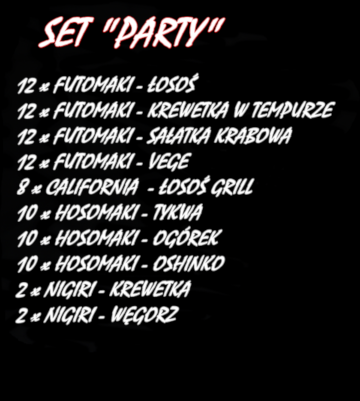 SET "PARTY"
12 x FUTOMAKI - ŁOSOŚ
12 x FUTOMAKI - KREWETKA W TEMPURZE
12 x FUTOMAKI - SAŁATKA KRABOWA
12 x FUTOMAKI - VEGE
8 x CALIFORNIA - ŁOSOŚ GRILL
10 x HOSOMAKI - TYKWA
10 x HOSOMAKI - OGÓREK
10 x HOSOMAKI - OSHINKO
2 x NIGIRI - KREWETKA
2 x NIGIRI - WĘGORZ